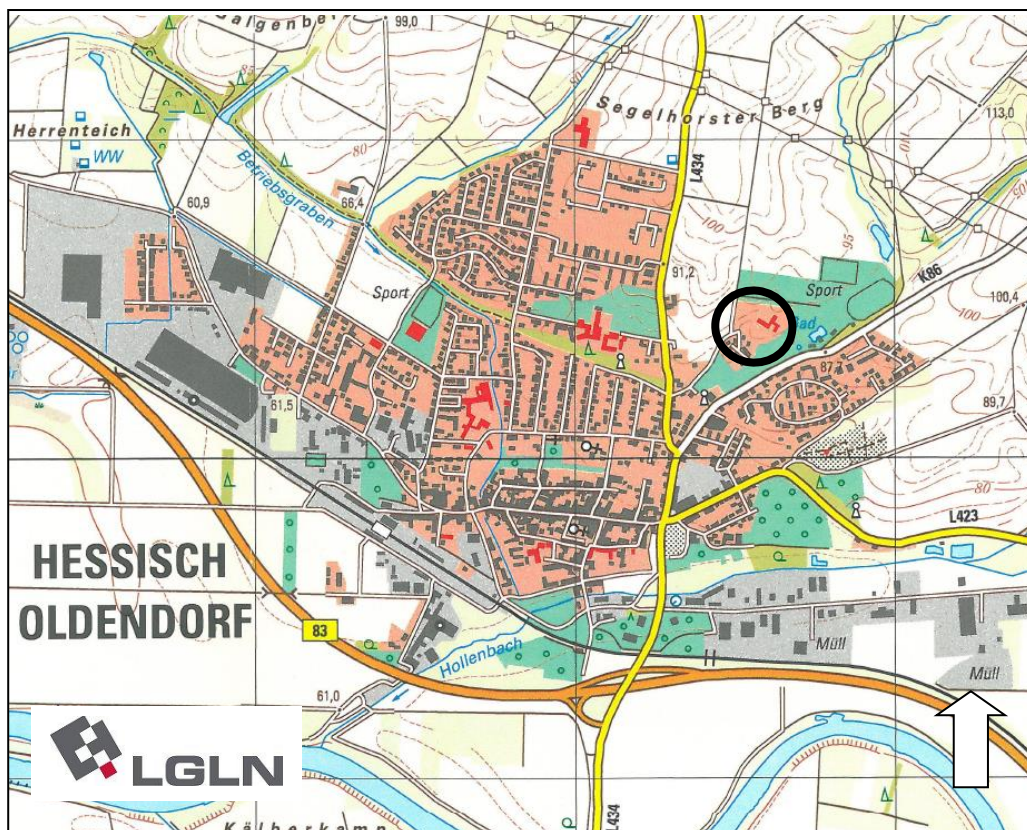 99,0
Segelhorster Berg
113,0
Herrenteich
WW
L434
80
100
Betriebsgraben
60,9
66,4
100
95
91,2
K86
Sport
Sport
100,4
Bad
61,5
89,7
80
L423
HESSISCH
OLDENDORF
83
Hollenbach
Müll
Müll
61,0
LGLN
L434
Kälberkamp